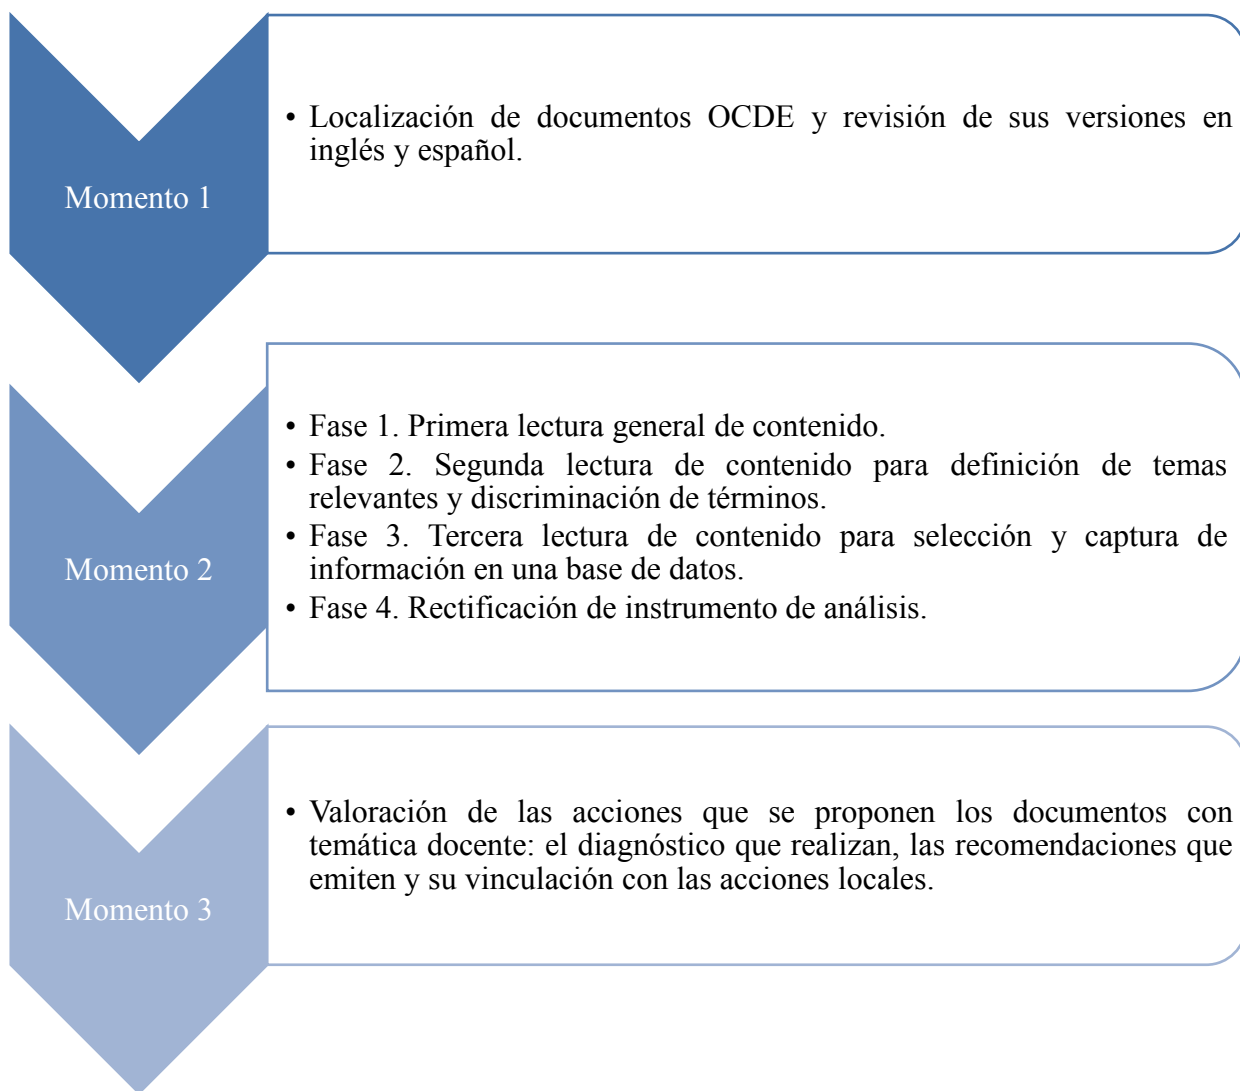 Momento 1
• Localización de documentos OCDE y revisión de sus versiones en
inglés y español.
Momento 2
• Fase 1. Primera lectura general de contenido.
• Fase 2. Segunda lectura de contenido para definición de temas
relevantes y discriminación de términos.
• Fase 3. Tercera lectura de contenido para selección y captura de
información en una base de datos.
• Fase 4. Rectificación de instrumento de análisis.
Momento 3
• Valoración de las acciones que se proponen los documentos con
temática docente: el diagnóstico que realizan, las recomendaciones que
emiten y su vinculación con las acciones locales.